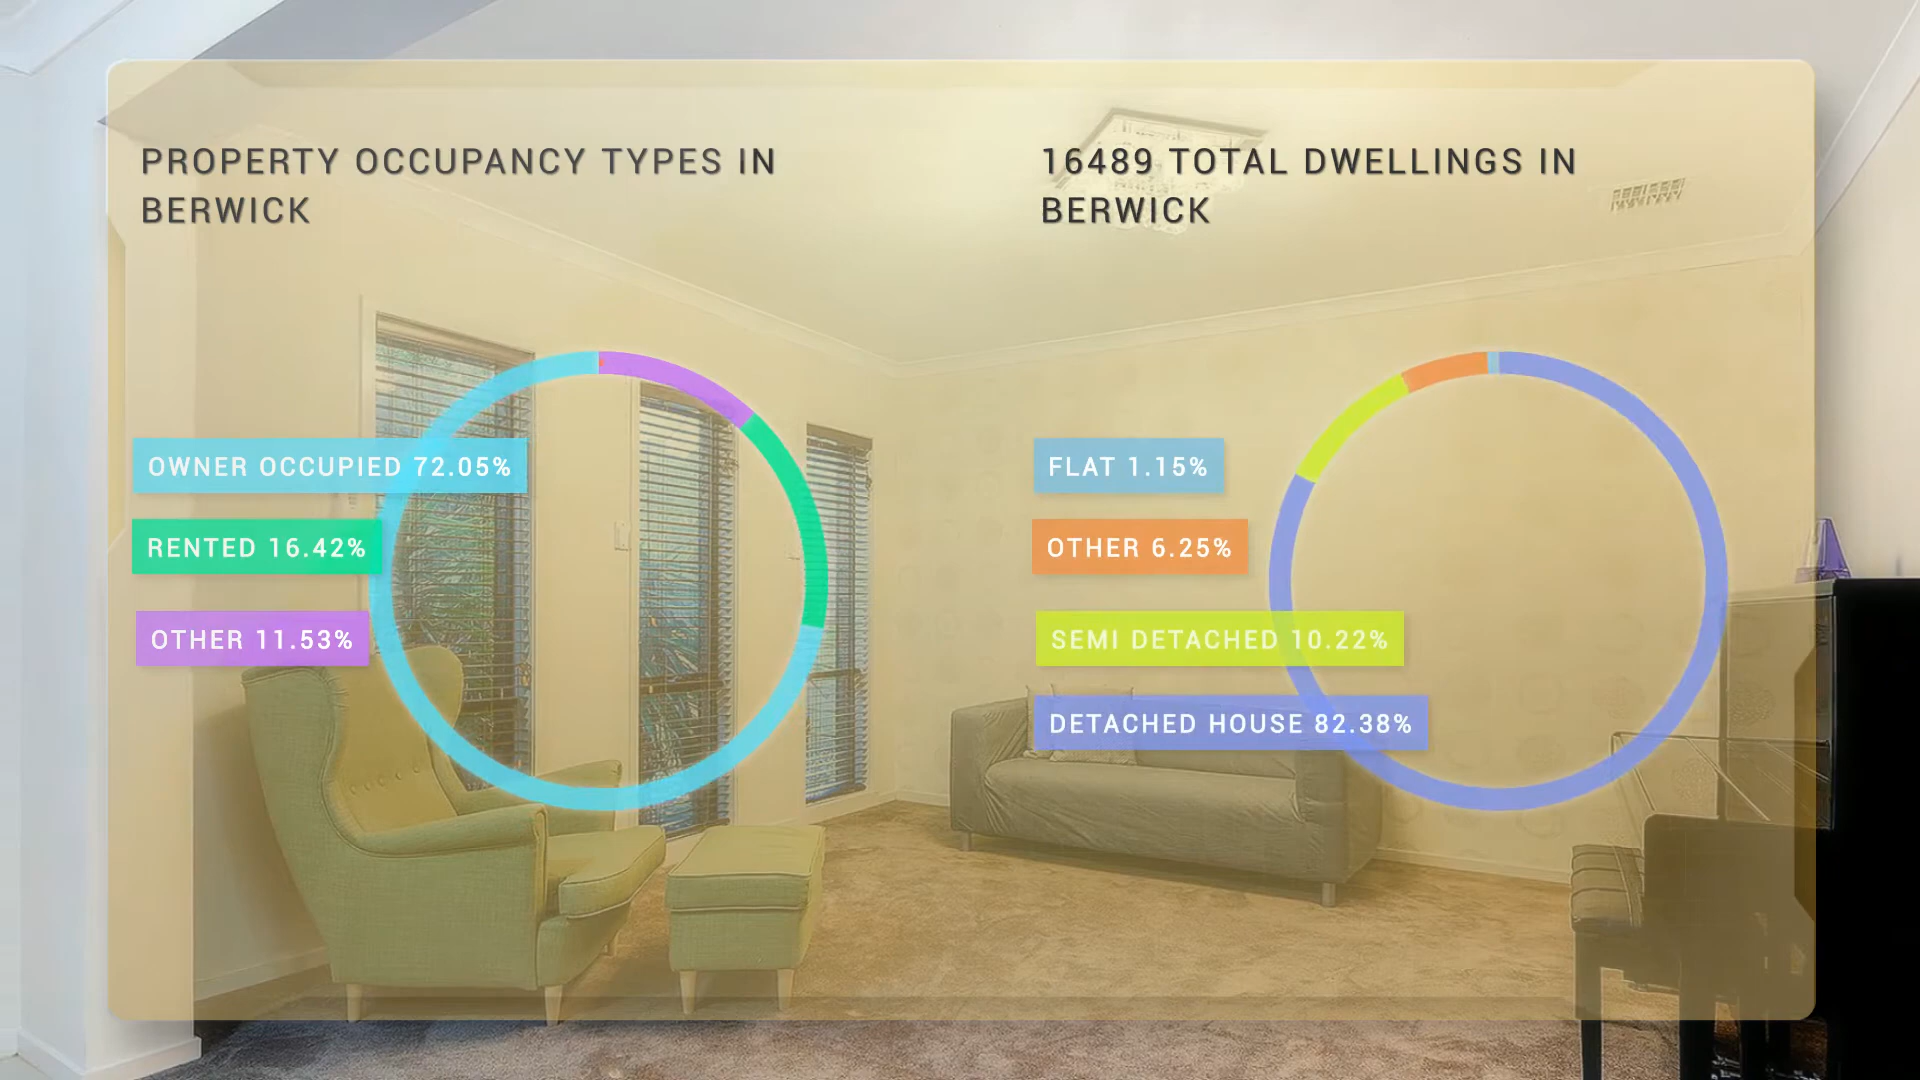 PROPERTY OCCUPANCY TYPES IN
BERWICK
OWNER OCCUPIED 72.05%
RENTED 16.42%
OTHER 11.53%
16489 TOTAL DWELLINGS IN
BERWICK
FLAT 1.15%
OTHER 6.25%
SEMI DETACHED 10.22%
DETACHED HOUSE 82.38%